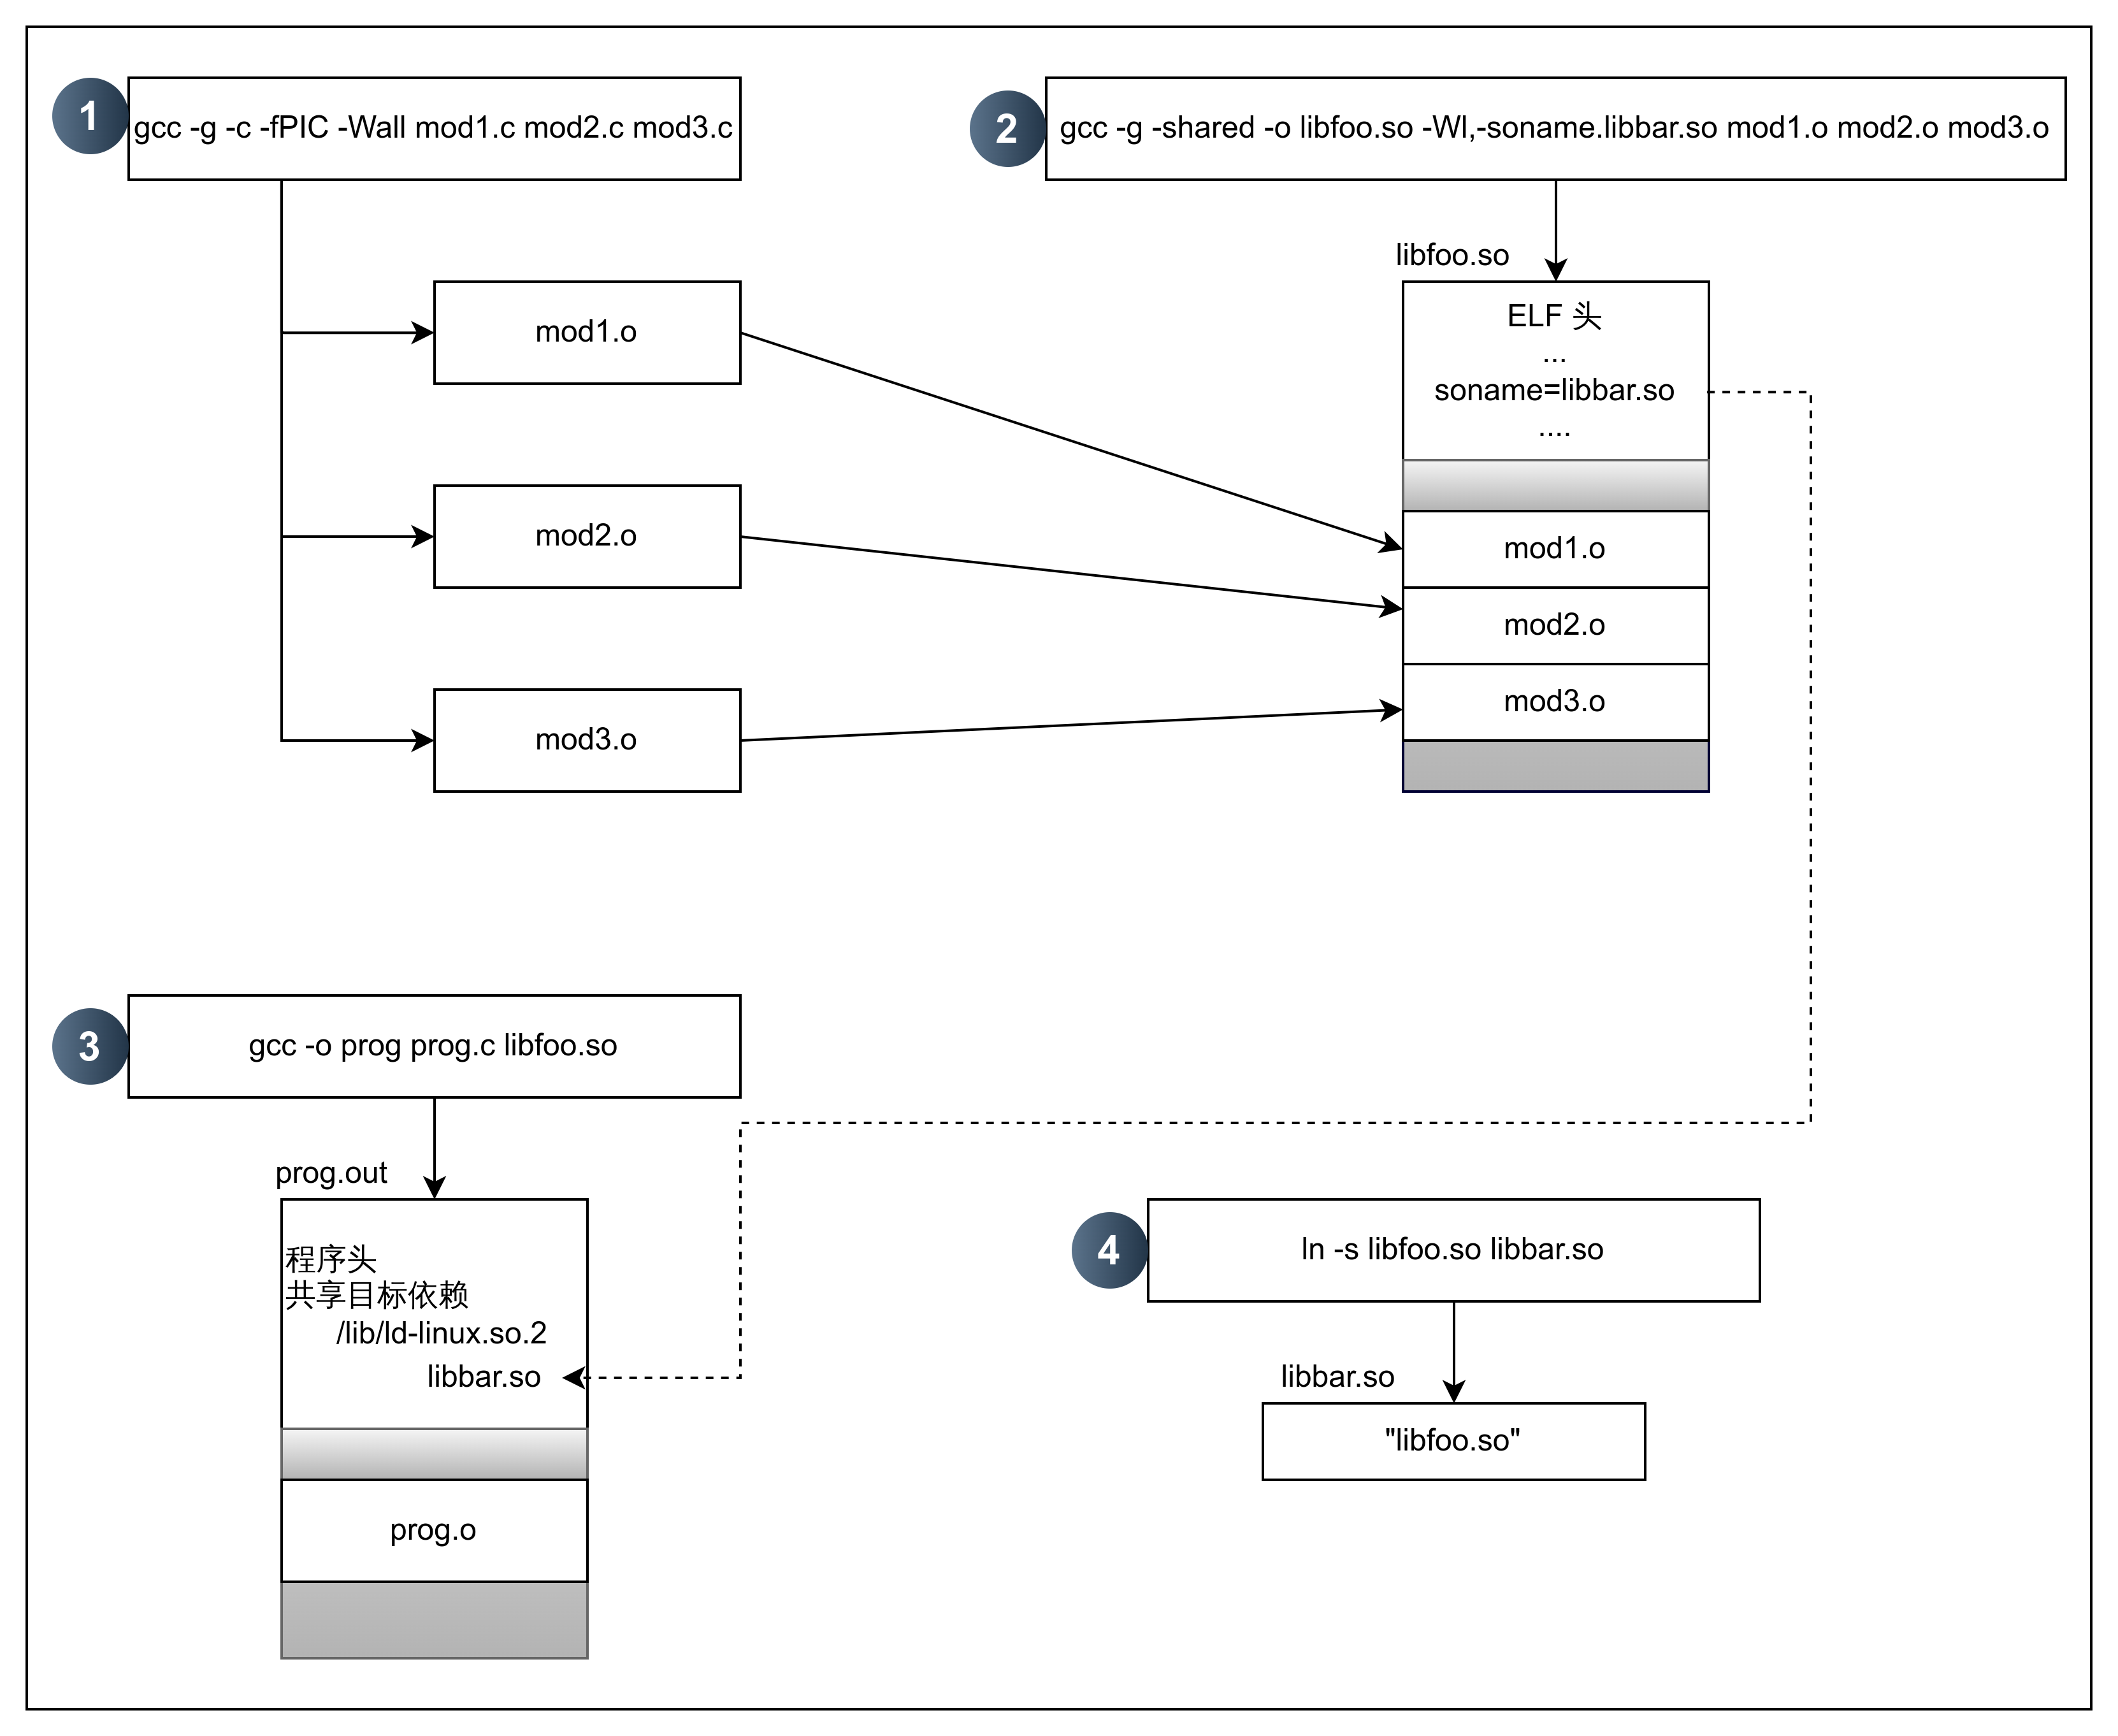 1
gcc -g -c -fPIC -Wall mod1.c mod2.c mod3.c
2
gcc -g -shared -o libfoo.so -Wl,-soname.libbar.so mod1.o mod2.o mod3.o
libfoo.so
ELF 头
...
soname=libbar.so
....
mod1.o
mod2.o
mod3.o
mod1.o
mod2.o
mod3.o
3
gcc -o prog prog.c libfoo.so
prog.out
程序头
共享目标依赖
/lib/ld-linux.so.2
libbar.so
prog.o
4
ln -s libfoo.so libbar.so
libbar.so
"libfoo.so"